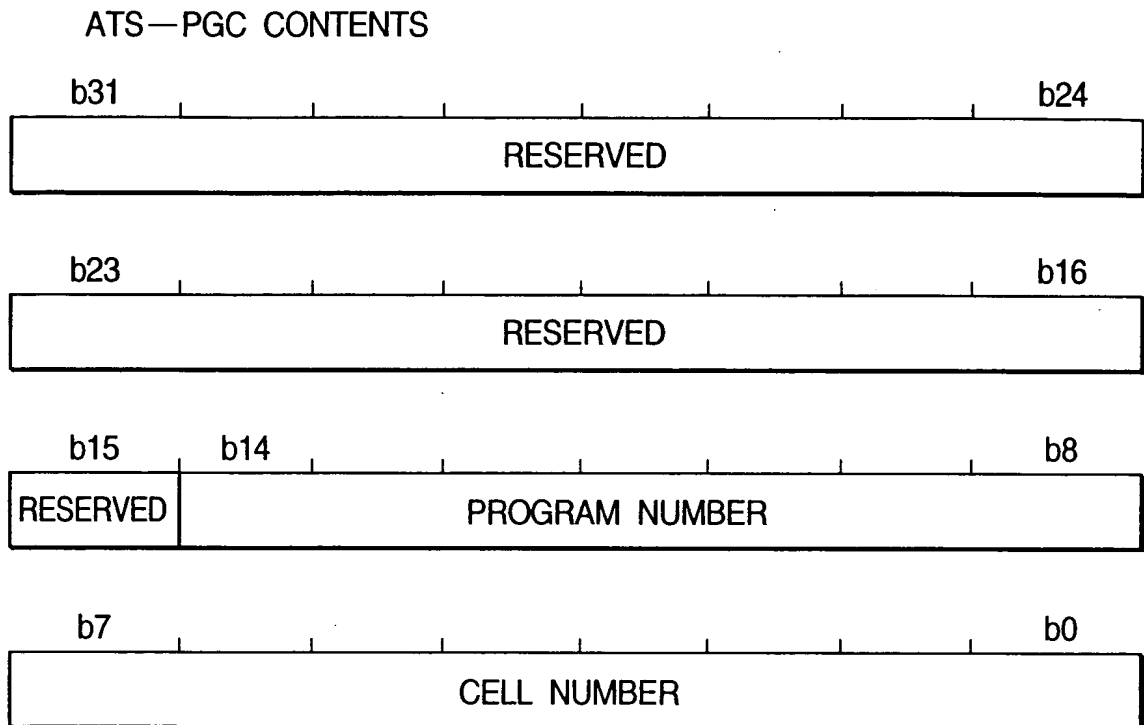 ATS—PGC CONTENTS
b31 b24
RESERVED
b23 b16
RESERVED
b15 b14 b8
RESERVED PROGRAM NUMBER
b7 b0
CELL NUMBER